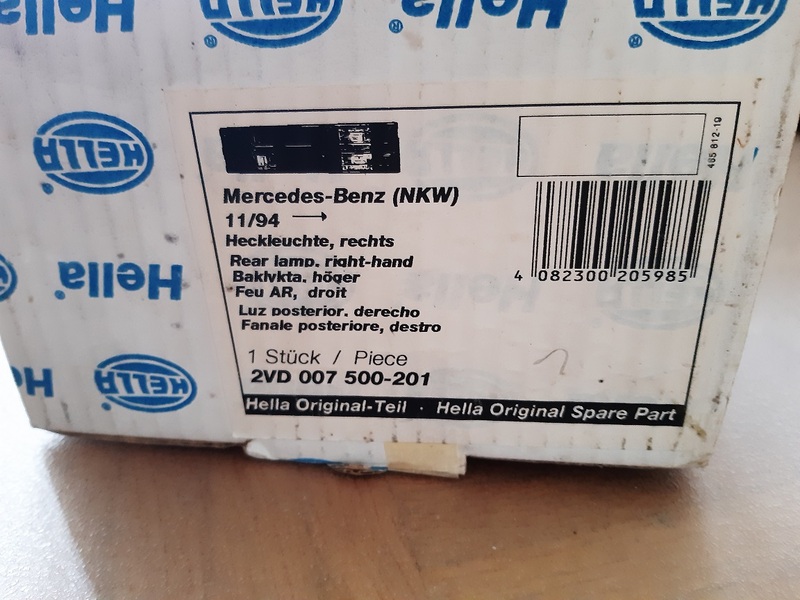 Hella
HELLA
Hella
HELLA
HELLA
485 812-19
Mercedes-Benz (NKW)
11/94 →
Heckleuchte, rechts
Rear lamp, right-hand
Baklykta, höger
Feu AR, droit
Luz posterior, derecho
Fanale posteriore, destro
4 082300 205985
Hella
1 Stück / Piece
2VD 007 500-201
HELLA
Hella Original-Teil · Hella Original Spare Part